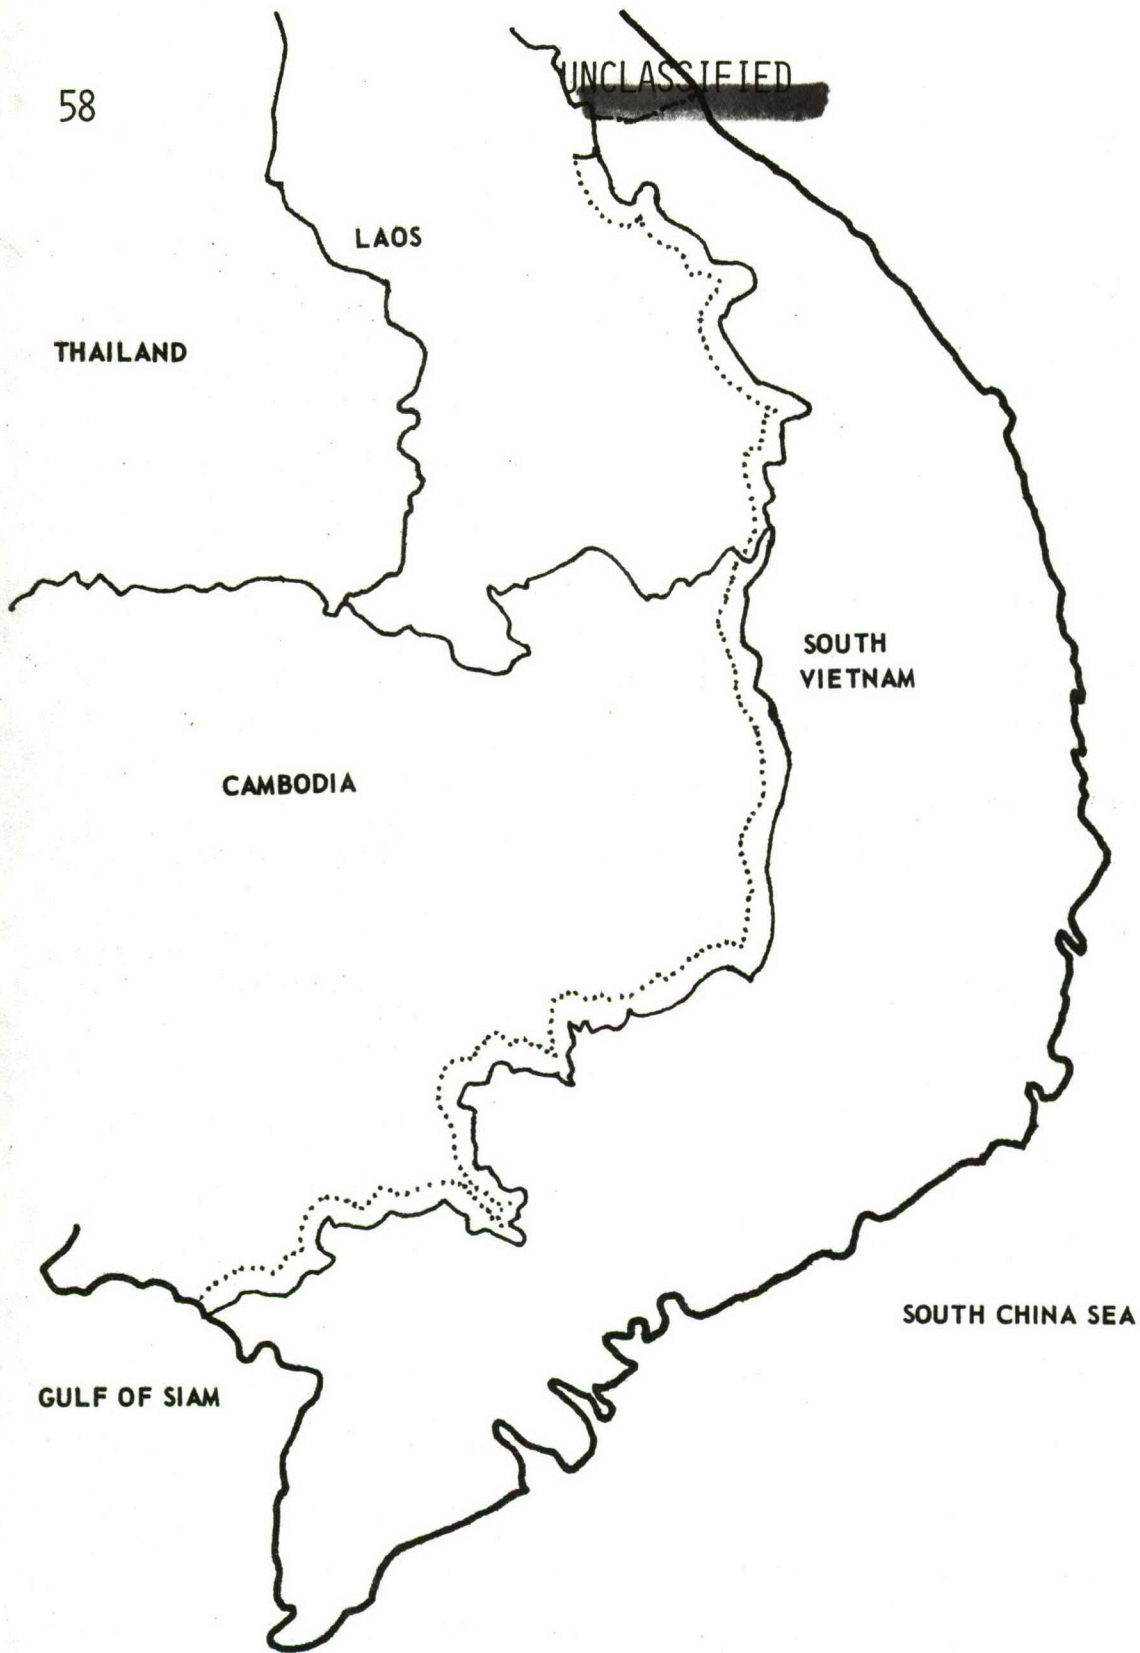 UNCLASSIFIED
58
LAOS
THAILAND
SOUTH
VIETNAM
CAMBODIA
SOUTH CHINA SEA
GULF OF SIAM